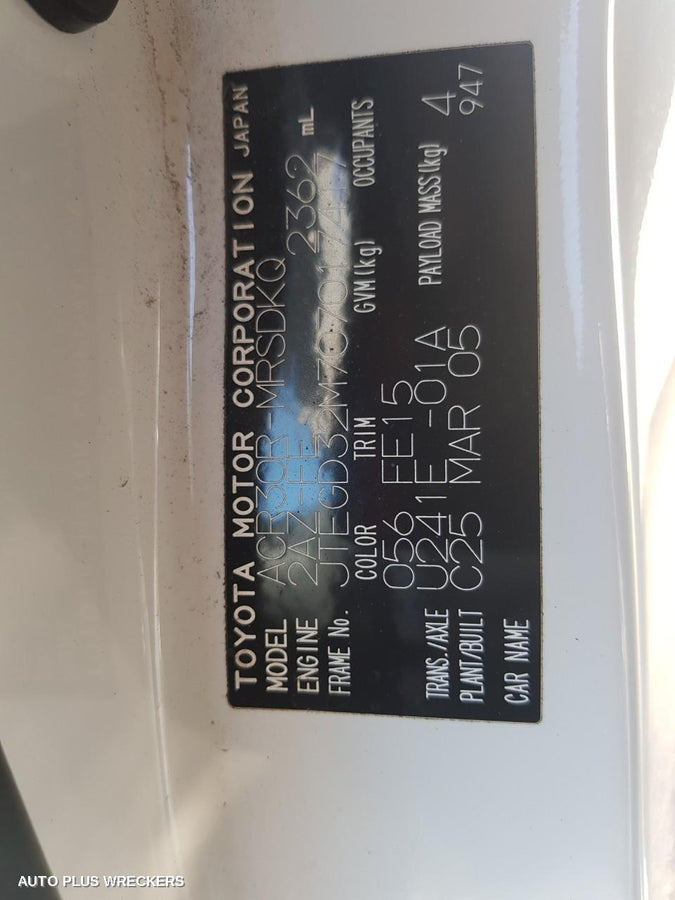 TOYOTA MOTOR CORPORATION JAPAN
MODEL ACR30R-MRSDKQ
ENGINE 2AZ-FE 2362 mL
FRAME No.
COLOR TRIM GVM(kg) OCCUPANTS
056 FE15 4
TRANS./AXLE U241E -01A PAYLOAD MASS(kg) 947
PLANT/BUILT C25 MAR 05
CAR NAME
AUTO PLUS WRECKERS